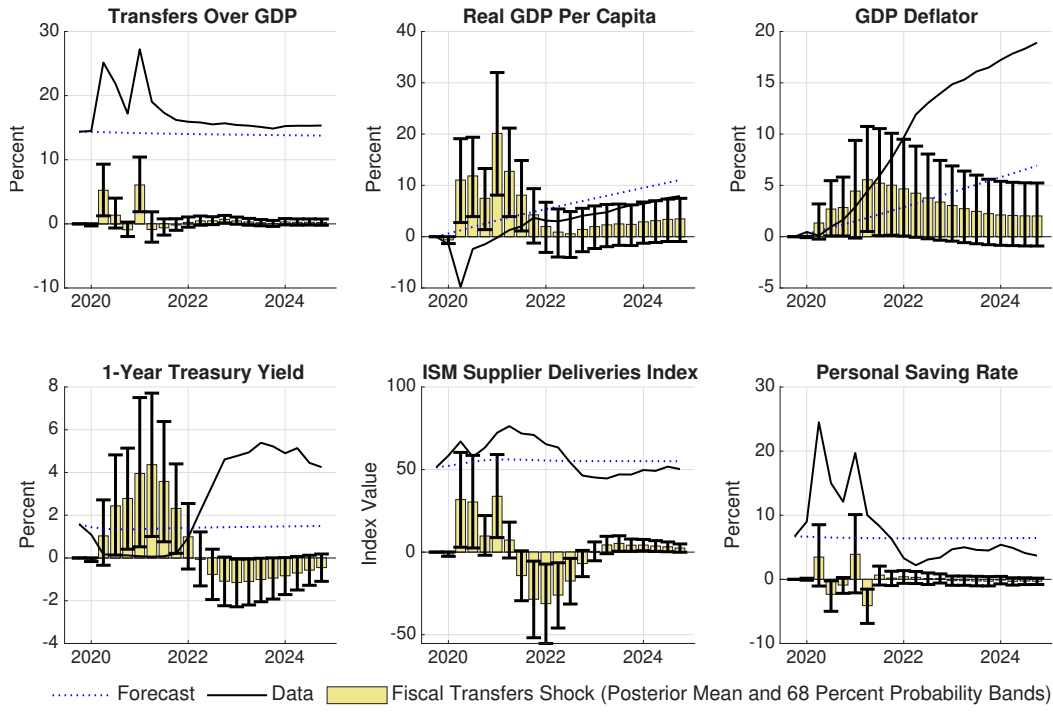 Transfers Over GDP
Percent
30
20
10
0
-10
2020 2022 2024
Real GDP Per Capita
Percent
40
30
20
10
0
-10
2020 2022 2024
GDP Deflator
Percent
20
15
10
5
0
-5
2020 2022 2024
1-Year Treasury Yield
Percent
8
6
4
2
0
-2
-4
2020 2022 2024
ISM Supplier Deliveries Index
Index Value
100
50
0
-50
2020 2022 2024
Personal Saving Rate
Percent
30
20
10
0
-10
2020 2022 2024
Forecast Data Fiscal Transfers Shock (Posterior Mean and 68 Percent Probability Bands)